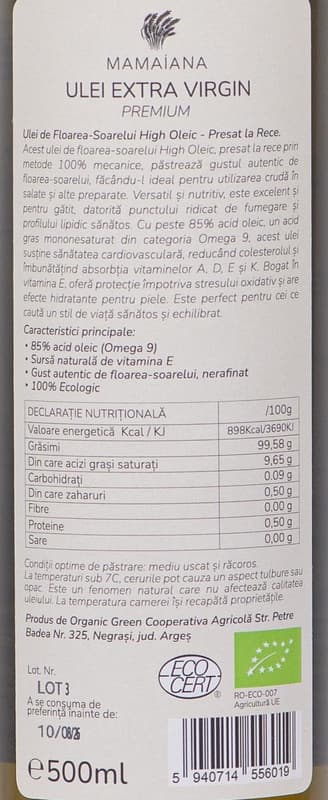 MAMAÍANA
ULEI EXTRA VIRGIN
PREMIUM
Ulei de Floarea-Soarelui High Oleic - Presat la Rece.
Acest ulei de floarea-soarelui High Oleic, presat la rece prin
metode 100% mecanice, păstrează gustul autentic de
floarea-soarelui, făcându-l ideal pentru utilizarea crudă în
salate și alte preparate. Versatil și nutritiv, este excelent și
pentru gătit, datorită punctului ridicat de fumegare și
profilului lipidic sănătos. Cu peste 85% acid oleic, un acid
gras mononesaturat din categoria Omega 9, acest ulei
susține sănătatea cardiovasculară, reducând colesterolul și
îmbunătățind absorbția vitaminelor A, D, E și K. Bogat în
vitamina E, oferă protecție împotriva stresului oxidativ și are
efecte hidratante pentru piele. Este perfect pentru cei ce
caută un stil de viață sănătos și echilibrat.
Caracteristici principale:
• 85% acid oleic (Omega 9)
• Sursă naturală de vitamina E
• Gust autentic de floarea-soarelui, nerafinat
• 100% Ecologic
DECLARAȚIE NUTRIȚIONALĂ /100g
Valoare energetică Kcal / KJ 898Kcal/3690KJ
Grăsimi 99,58 g
Din care acizi grași saturați 9,65 g
Carbohidrați 0.09 g
Din care zaharuri 0,50 g
Fibre 0,00 g
Proteine 0,50 g
Sare 0,00 g
Condiții optime de păstrare: mediu uscat și răcoros.
La temperaturi sub 7C, cerurile pot cauza un aspect tulbure sau
opac. Este un fenomen natural care nu afectează calitatea
uleiului. La temperatura camerei își recapătă proprietățile.
Produs de Organic Green Cooperativa Agricolă Str. Petre
Badea Nr. 325, Negrași, jud. Argeș
Lot. Nr.
LOT 3
A se consuma de
preferință înainte de:
10/08/26
ECO
CERT
®
RO-ECO-007
Agricultură UE
℮500ml
5 940714 556019